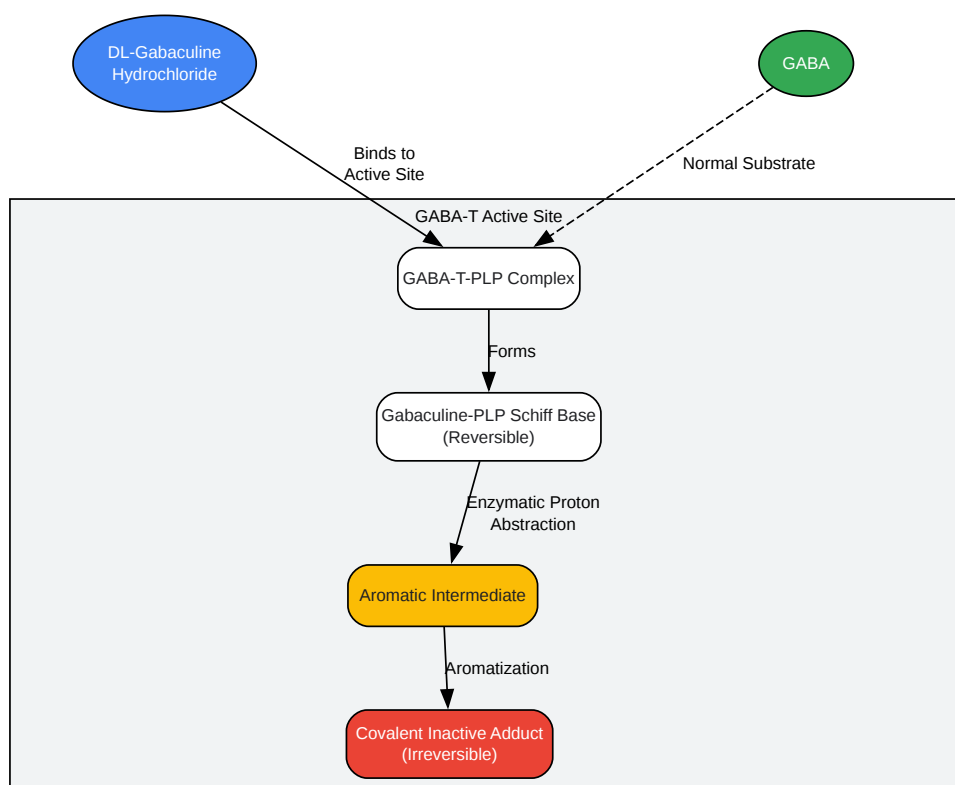 DL-Gabaculine
Hydrochloride
GABA
Binds to
Active Site
Normal Substrate
GABA-T Active Site
GABA-T-PLP Complex
Forms
Gabaculine-PLP Schiff Base
(Reversible)
Enzymatic Proton
Abstraction
Aromatic Intermediate
Aromatization
Covalent Inactive Adduct
(Irreversible)